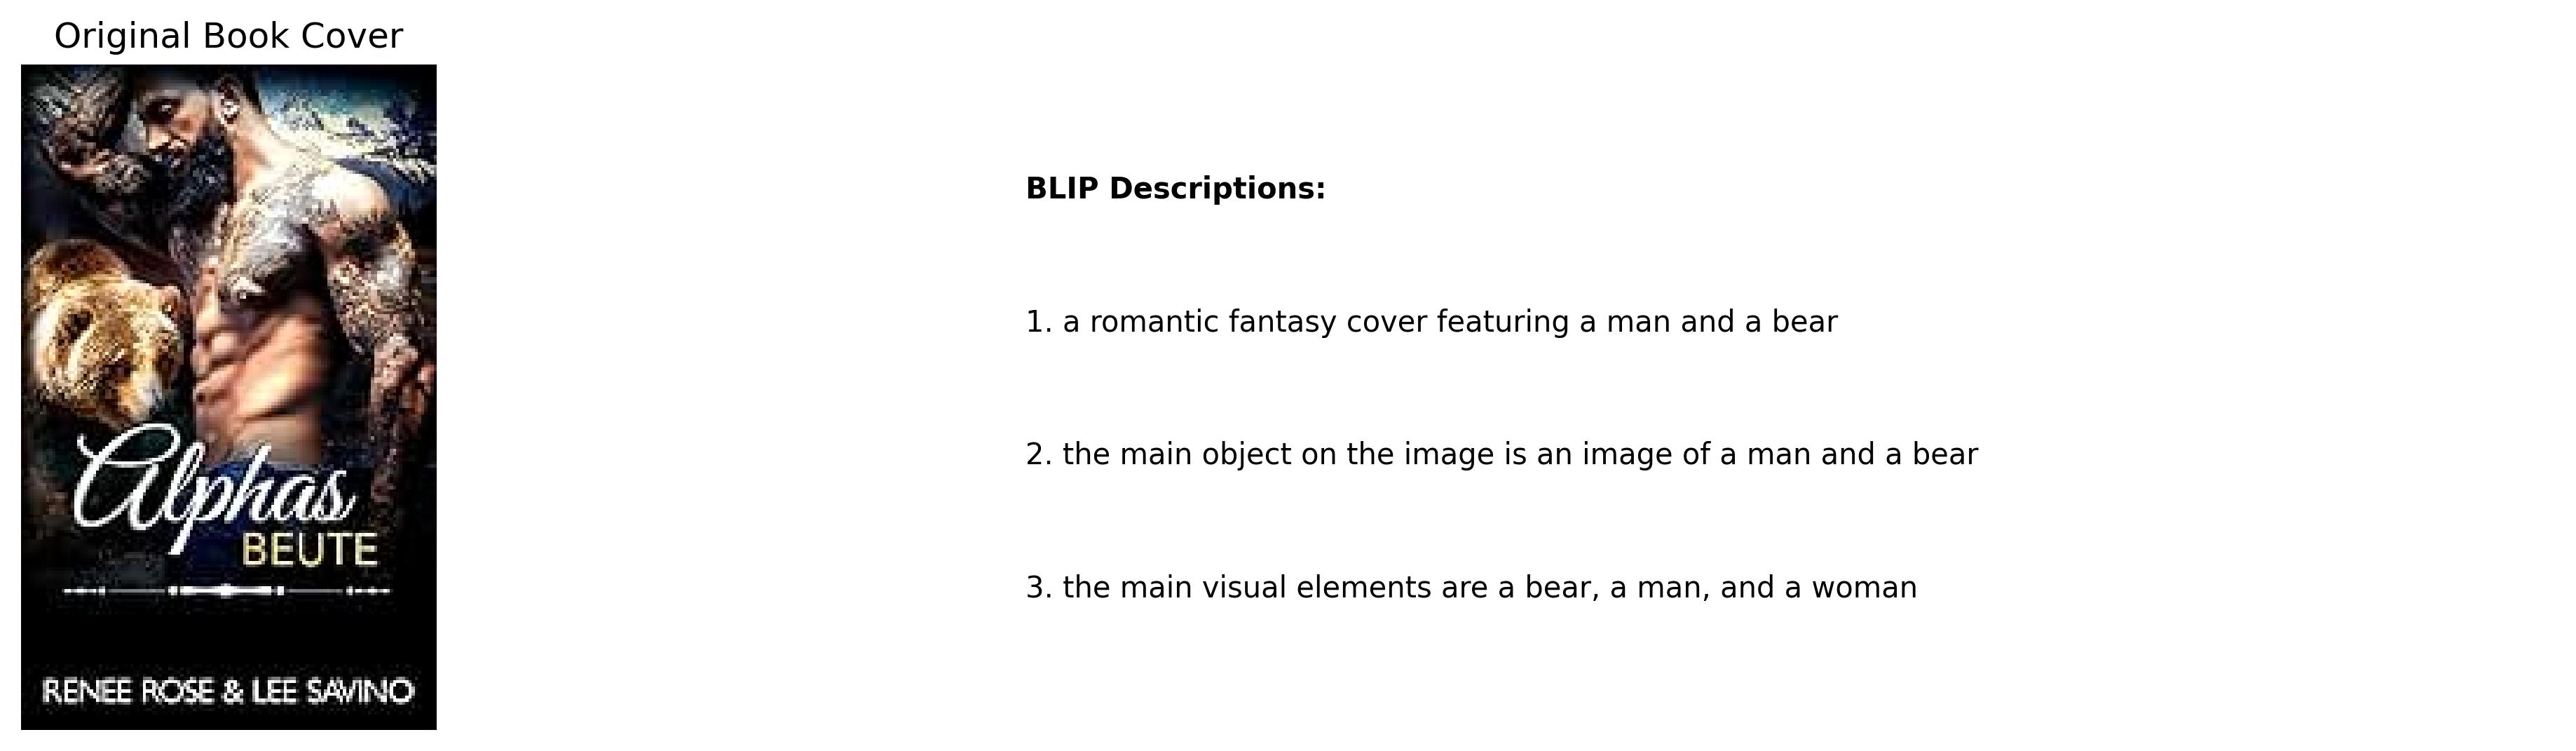 Original Book Cover
Alphas
BEUTE
RENEE ROSE & LEE SAVINO
BLIP Descriptions:
1. a romantic fantasy cover featuring a man and a bear
2. the main object on the image is an image of a man and a bear
3. the main visual elements are a bear, a man, and a woman